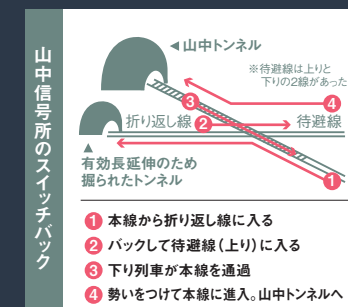 山中信号所のスイッチバック
◀山中トンネル
※待避線は上りと
下りの2線があった
4
3
折り返し線
2
待避線
▲
有効長延伸のため
掘られたトンネル
1
1 本線から折り返し線に入る
2 バックして待避線（上り）に入る
3 下り列車が本線を通過
4 勢いをつけて本線に進入。山中トンネルへ